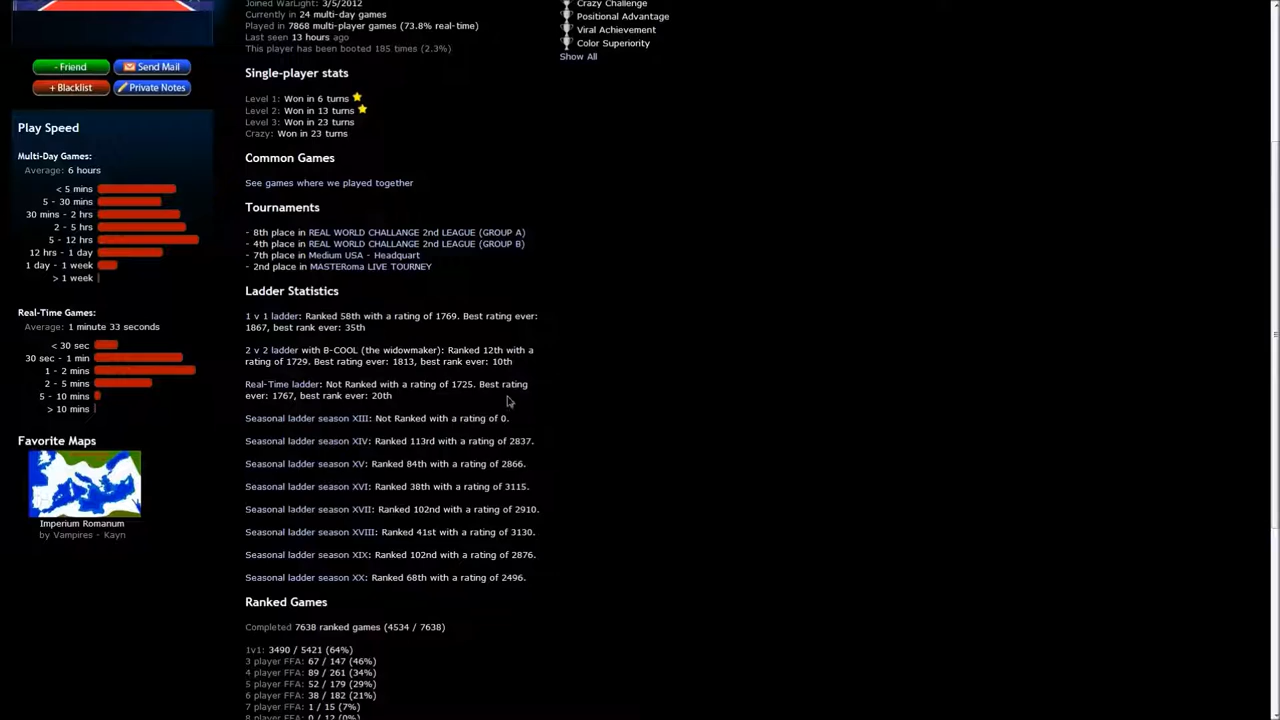 Joined WarLight: 3/5/2012
Currently in 24 multi-day games
Played in 7868 multi-player games (73.8% real-time)
Last seen 13 hours ago
This player has been booted 185 times (2.3%)
Crazy Challenge
Positional Advantage
Viral Achievement
Color Superiority
Show All
- Friend
Send Mail
+ Blacklist
Private Notes
Play Speed
Multi-Day Games:
Average: 6 hours
< 5 mins
5 - 30 mins
30 mins - 2 hrs
2 - 5 hrs
5 - 12 hrs
12 hrs - 1 day
1 day - 1 week
> 1 week
Real-Time Games:
Average: 1 minute 33 seconds
< 30 sec
30 sec - 1 min
1 - 2 mins
2 - 5 mins
5 - 10 mins
> 10 mins
Favorite Maps
Imperium Romanum
by Vampires - Kayn
Single-player stats
Level 1: Won in 6 turns
Level 2: Won in 13 turns
Level 3: Won in 23 turns
Crazy: Won in 23 turns
Common Games
See games where we played together
Tournaments
- 8th place in REAL WORLD CHALLANGE 2nd LEAGUE (GROUP A)
- 4th place in REAL WORLD CHALLANGE 2nd LEAGUE (GROUP B)
- 7th place in Medium USA - Headquart
- 2nd place in MASTERoma LIVE TOURNEY
Ladder Statistics
1 v 1 ladder: Ranked 58th with a rating of 1769. Best rating ever:
1867, best rank ever: 35th
2 v 2 ladder with B-COOL (the widowmaker): Ranked 12th with a
rating of 1729. Best rating ever: 1813, best rank ever: 10th
Real-Time ladder: Not Ranked with a rating of 1725. Best rating
ever: 1767, best rank ever: 20th
Seasonal ladder season XIII: Not Ranked with a rating of 0.
Seasonal ladder season XIV: Ranked 113rd with a rating of 2837.
Seasonal ladder season XV: Ranked 84th with a rating of 2866.
Seasonal ladder season XVI: Ranked 38th with a rating of 3115.
Seasonal ladder season XVII: Ranked 102nd with a rating of 2910.
Seasonal ladder season XVIII: Ranked 41st with a rating of 3130.
Seasonal ladder season XIX: Ranked 102nd with a rating of 2876.
Seasonal ladder season XX: Ranked 68th with a rating of 2496.
Ranked Games
Completed 7638 ranked games (4534 / 7638)
1v1: 3490 / 5421 (64%)
3 player FFA: 67 / 147 (46%)
4 player FFA: 89 / 261 (34%)
5 player FFA: 52 / 179 (29%)
6 player FFA: 38 / 182 (21%)
7 player FFA: 1 / 15 (7%)
8 player FFA: 0 / 12 (0%)